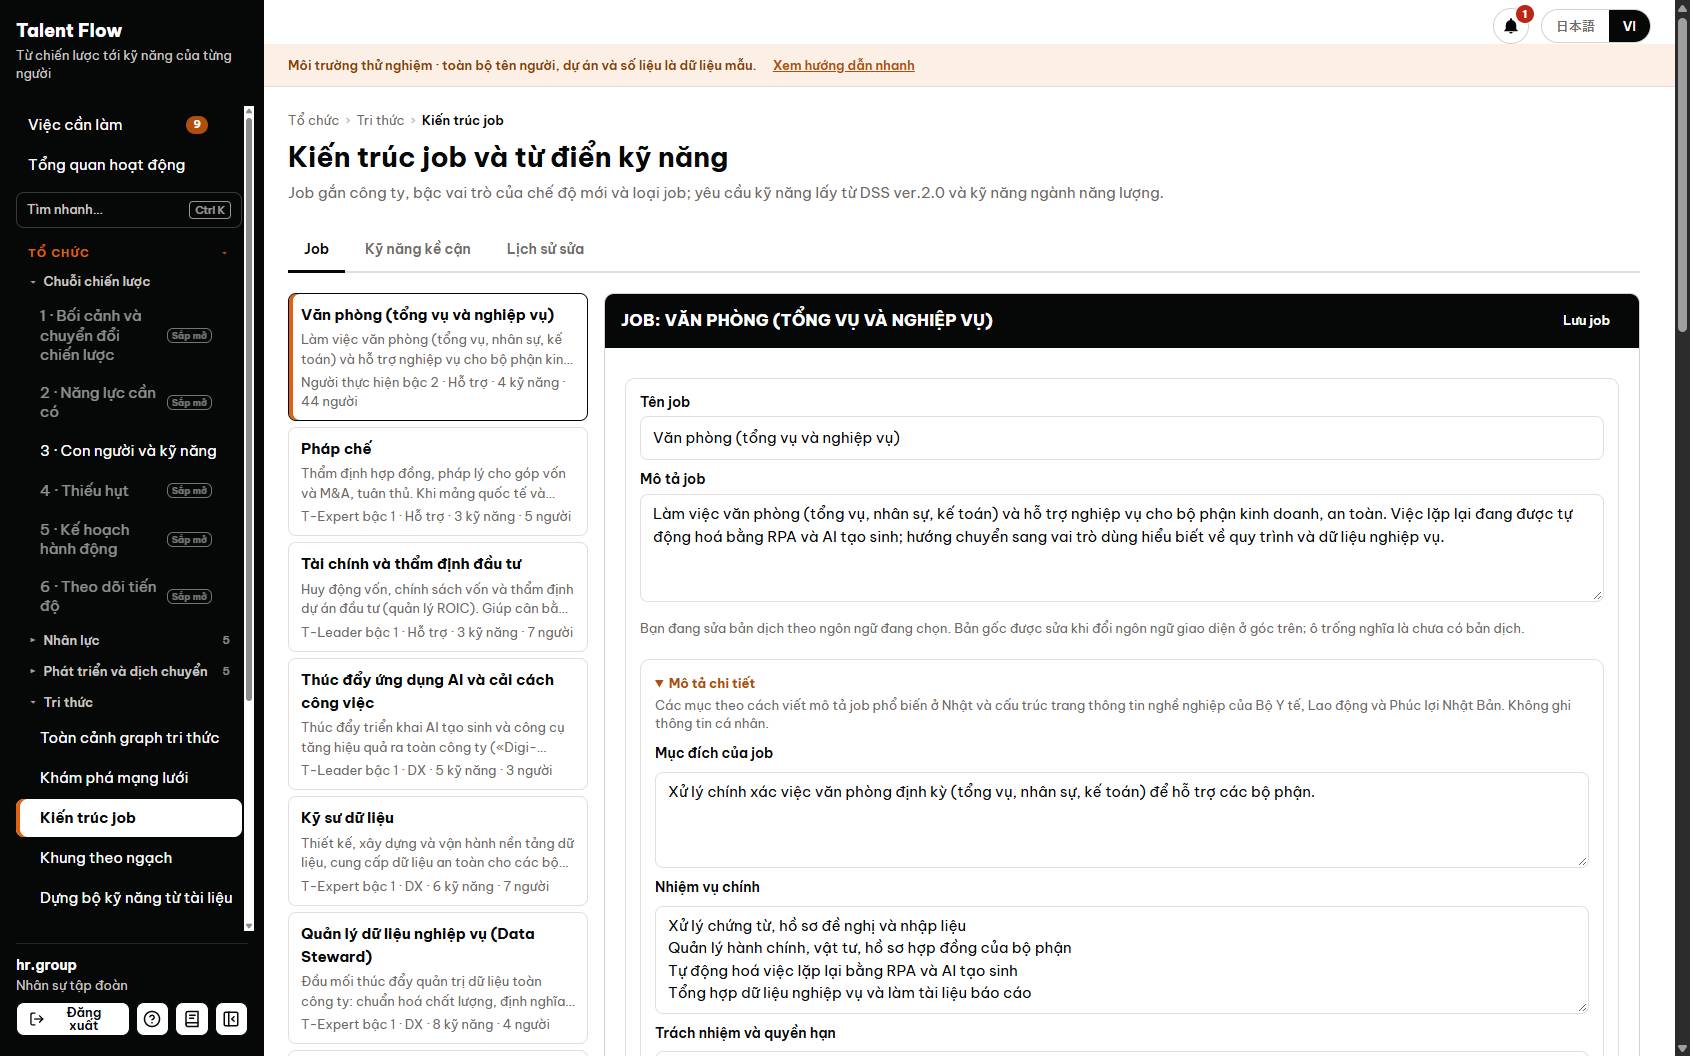 Talent Flow
Từ chiến lược tới kỹ năng của từng
người
Việc cần làm 9
Tổng quan hoạt động
Tìm nhanh... Ctrl K
TỔ CHỨC
Chuỗi chiến lược
1 · Bối cảnh và
chuyển đổi
chiến lược
Sắp mở
2 · Năng lực cần
có
Sắp mở
3 · Con người và kỹ năng
4 · Thiếu hụt Sắp mở
5 · Kế hoạch
hành động
Sắp mở
6 · Theo dõi tiến
độ
Sắp mở
Nhân lực 5
Phát triển và dịch chuyển 5
Tri thức
Toàn cảnh graph tri thức
Khám phá mạng lưới
Kiến trúc job
Khung theo ngạch
Dựng bộ kỹ năng từ tài liệu
hr.group
Nhân sự tập đoàn
Đăng
xuất
1
日本語 VI
Môi trường thử nghiệm · toàn bộ tên người, dự án và số liệu là dữ liệu mẫu. Xem hướng dẫn nhanh
Tổ chức › Tri thức › Kiến trúc job
Kiến trúc job và từ điển kỹ năng
Job gắn công ty, bậc vai trò của chế độ mới và loại job; yêu cầu kỹ năng lấy từ DSS ver.2.0 và kỹ năng ngành năng lượng.
Job Kỹ năng kề cận Lịch sử sửa
Văn phòng (tổng vụ và nghiệp vụ)
Làm việc văn phòng (tổng vụ, nhân sự, kế
toán) và hỗ trợ nghiệp vụ cho bộ phận kin...
Người thực hiện bậc 2 · Hỗ trợ · 4 kỹ năng ·
44 người
Pháp chế
Thẩm định hợp đồng, pháp lý cho góp vốn
và M&A, tuân thủ. Khi mảng quốc tế và...
T-Expert bậc 1 · Hỗ trợ · 3 kỹ năng · 5 người
Tài chính và thẩm định đầu tư
Huy động vốn, chính sách vốn và thẩm định
dự án đầu tư (quản lý ROIC). Giúp cân bằ...
T-Leader bậc 1 · Hỗ trợ · 3 kỹ năng · 7 người
Thúc đẩy ứng dụng AI và cải cách
công việc
Thúc đẩy triển khai AI tạo sinh và công cụ
tăng hiệu quả ra toàn công ty («Digi-...
T-Leader bậc 1 · DX · 5 kỹ năng · 3 người
Kỹ sư dữ liệu
Thiết kế, xây dựng và vận hành nền tảng dữ
liệu, cung cấp dữ liệu an toàn cho các bộ...
T-Expert bậc 1 · DX · 6 kỹ năng · 7 người
Quản lý dữ liệu nghiệp vụ (Data
Steward)
Đầu mối thúc đẩy quản trị dữ liệu toàn
công ty: chuẩn hoá chất lượng, định nghĩa...
T-Expert bậc 1 · DX · 8 kỹ năng · 4 người
JOB: VĂN PHÒNG (TỔNG VỤ VÀ NGHIỆP VỤ) Lưu job
Tên job
Văn phòng (tổng vụ và nghiệp vụ)
Mô tả job
Làm việc văn phòng (tổng vụ, nhân sự, kế toán) và hỗ trợ nghiệp vụ cho bộ phận kinh doanh, an toàn. Việc lặp lại đang được tự
động hoá bằng RPA và AI tạo sinh; hướng chuyển sang vai trò dùng hiểu biết về quy trình và dữ liệu nghiệp vụ.
Bạn đang sửa bản dịch theo ngôn ngữ đang chọn. Bản gốc được sửa khi đổi ngôn ngữ giao diện ở góc trên; ô trống nghĩa là chưa có bản dịch.
▼ Mô tả chi tiết
Các mục theo cách viết mô tả job phổ biến ở Nhật và cấu trúc trang thông tin nghề nghiệp của Bộ Y tế, Lao động và Phúc lợi Nhật Bản. Không ghi
thông tin cá nhân.
Mục đích của job
Xử lý chính xác việc văn phòng định kỳ (tổng vụ, nhân sự, kế toán) để hỗ trợ các bộ phận.
Nhiệm vụ chính
Xử lý chứng từ, hồ sơ đề nghị và nhập liệu
Quản lý hành chính, vật tư, hồ sơ hợp đồng của bộ phận
Tự động hoá việc lặp lại bằng RPA và AI tạo sinh
Tổng hợp dữ liệu nghiệp vụ và làm tài liệu báo cáo
Trách nhiệm và quyền hạn